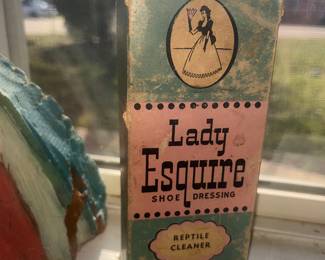 Lady
Esquire
SHOE DRESSING
REPTILE
CLEANER